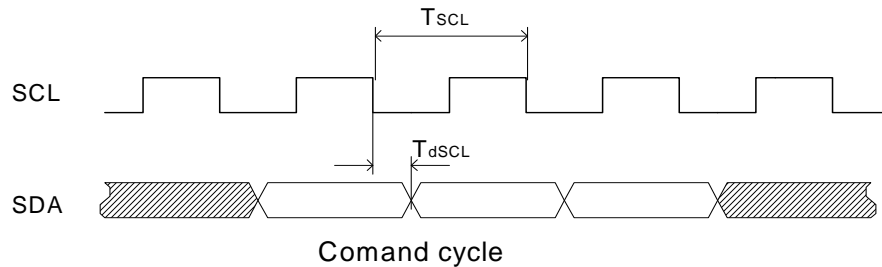 TSCL
SCL
TdSCL
SDA
Comand cycle